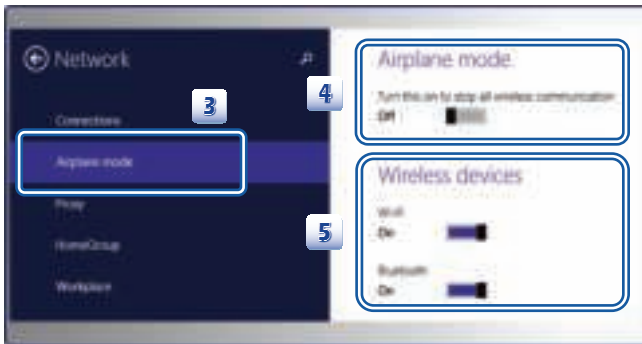 Network
3
Connections
Airplane mode
Proxy
HomeGroup
Workplace
4
Airplane mode
Turn this on to stop all wireless communication
Off
5
Wireless devices
Wi-Fi
On
Bluetooth
On